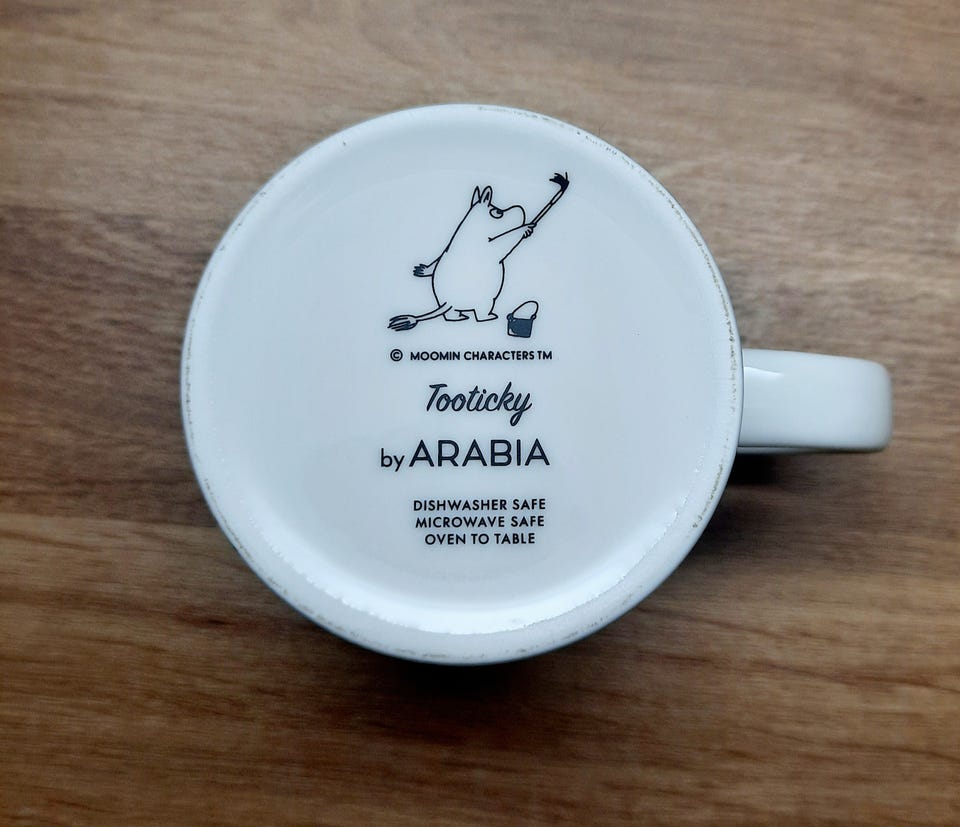 © MOOMIN CHARACTERS TM
Tooticky
by ARABIA
DISHWASHER SAFE
MICROWAVE SAFE
OVEN TO TABLE